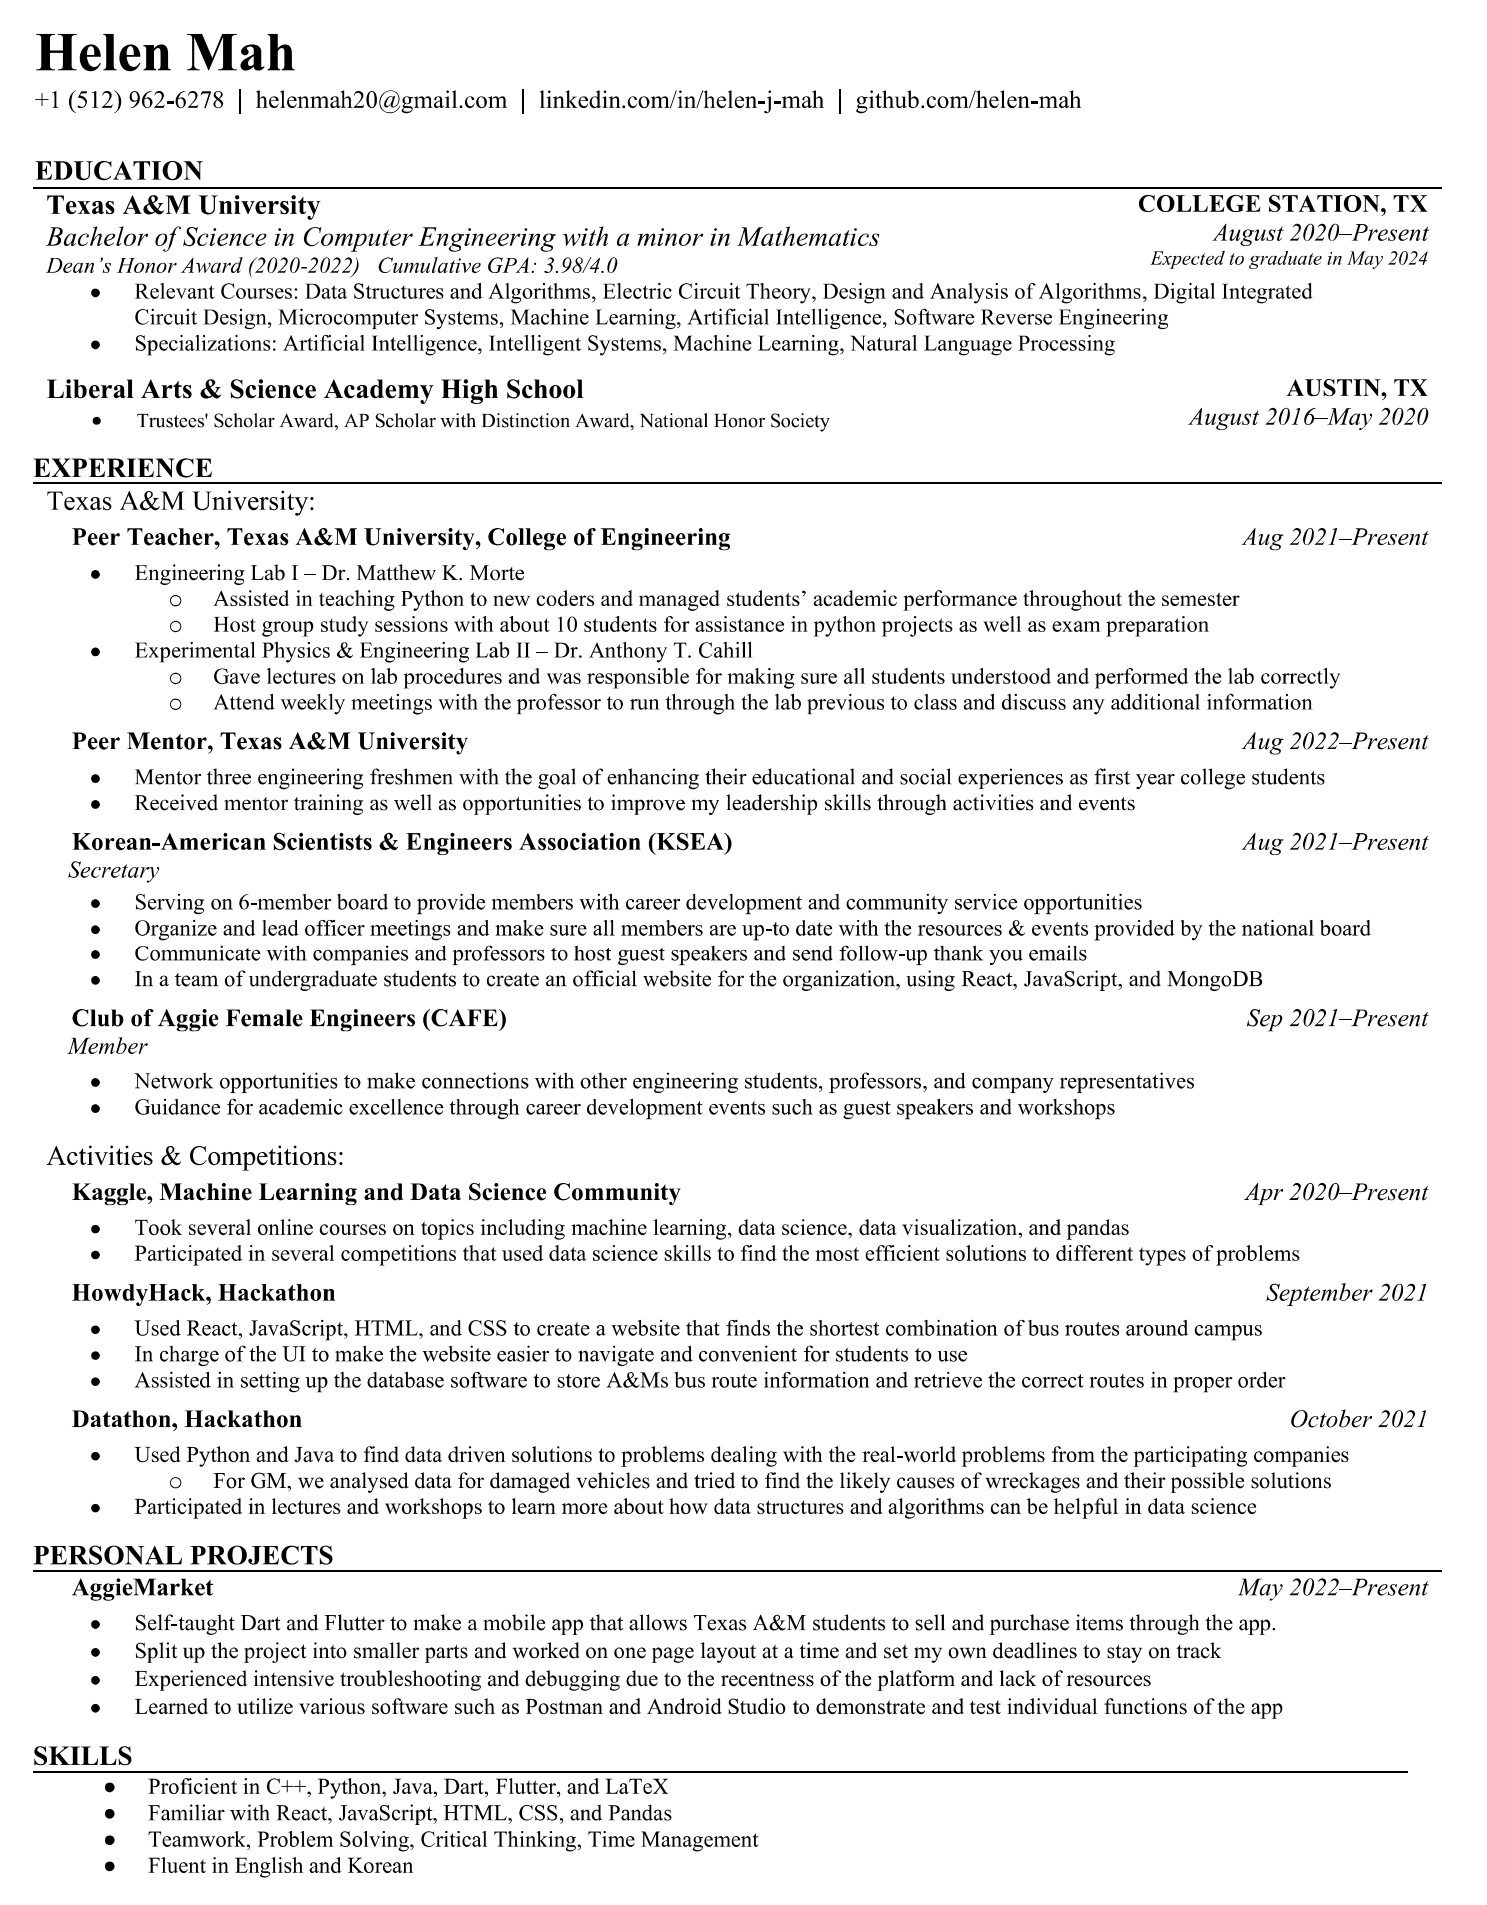 Helen Mah
+1 (512) 962-6278 | helenmah20@gmail.com | linkedin.com/in/helen-j-mah | github.com/helen-mah
EDUCATION
Texas A&M University COLLEGE STATION, TX
Bachelor of Science in Computer Engineering with a minor in Mathematics August 2020–Present
Dean's Honor Award (2020-2022) Cumulative GPA: 3.98/4.0 Expected to graduate in May 2024
● Relevant Courses: Data Structures and Algorithms, Electric Circuit Theory, Design and Analysis of Algorithms, Digital Integrated
Circuit Design, Microcomputer Systems, Machine Learning, Artificial Intelligence, Software Reverse Engineering
● Specializations: Artificial Intelligence, Intelligent Systems, Machine Learning, Natural Language Processing
Liberal Arts & Science Academy High School AUSTIN, TX
● Trustees' Scholar Award, AP Scholar with Distinction Award, National Honor Society August 2016–May 2020
EXPERIENCE
Texas A&M University:
Peer Teacher, Texas A&M University, College of Engineering Aug 2021–Present
● Engineering Lab I – Dr. Matthew K. Morte
○ Assisted in teaching Python to new coders and managed students’ academic performance throughout the semester
○ Host group study sessions with about 10 students for assistance in python projects as well as exam preparation
● Experimental Physics & Engineering Lab II – Dr. Anthony T. Cahill
○ Gave lectures on lab procedures and was responsible for making sure all students understood and performed the lab correctly
○ Attend weekly meetings with the professor to run through the lab previous to class and discuss any additional information
Peer Mentor, Texas A&M University Aug 2022–Present
● Mentor three engineering freshmen with the goal of enhancing their educational and social experiences as first year college students
● Received mentor training as well as opportunities to improve my leadership skills through activities and events
Korean-American Scientists & Engineers Association (KSEA) Aug 2021–Present
Secretary
● Serving on 6-member board to provide members with career development and community service opportunities
● Organize and lead officer meetings and make sure all members are up-to date with the resources & events provided by the national board
● Communicate with companies and professors to host guest speakers and send follow-up thank you emails
● In a team of undergraduate students to create an official website for the organization, using React, JavaScript, and MongoDB
Club of Aggie Female Engineers (CAFE) Sep 2021–Present
Member
● Network opportunities to make connections with other engineering students, professors, and company representatives
● Guidance for academic excellence through career development events such as guest speakers and workshops
Activities & Competitions:
Kaggle, Machine Learning and Data Science Community Apr 2020–Present
● Took several online courses on topics including machine learning, data science, data visualization, and pandas
● Participated in several competitions that used data science skills to find the most efficient solutions to different types of problems
HowdyHack, Hackathon September 2021
● Used React, JavaScript, HTML, and CSS to create a website that finds the shortest combination of bus routes around campus
● In charge of the UI to make the website easier to navigate and convenient for students to use
● Assisted in setting up the database software to store A&Ms bus route information and retrieve the correct routes in proper order
Datathon, Hackathon October 2021
● Used Python and Java to find data driven solutions to problems dealing with the real-world problems from the participating companies
○ For GM, we analysed data for damaged vehicles and tried to find the likely causes of wreckages and their possible solutions
● Participated in lectures and workshops to learn more about how data structures and algorithms can be helpful in data science
PERSONAL PROJECTS
AggieMarket May 2022–Present
● Self-taught Dart and Flutter to make a mobile app that allows Texas A&M students to sell and purchase items through the app.
● Split up the project into smaller parts and worked on one page layout at a time and set my own deadlines to stay on track
● Experienced intensive troubleshooting and debugging due to the recentness of the platform and lack of resources
● Learned to utilize various software such as Postman and Android Studio to demonstrate and test individual functions of the app
SKILLS
● Proficient in C++, Python, Java, Dart, Flutter, and LaTeX
● Familiar with React, JavaScript, HTML, CSS, and Pandas
● Teamwork, Problem Solving, Critical Thinking, Time Management
● Fluent in English and Korean